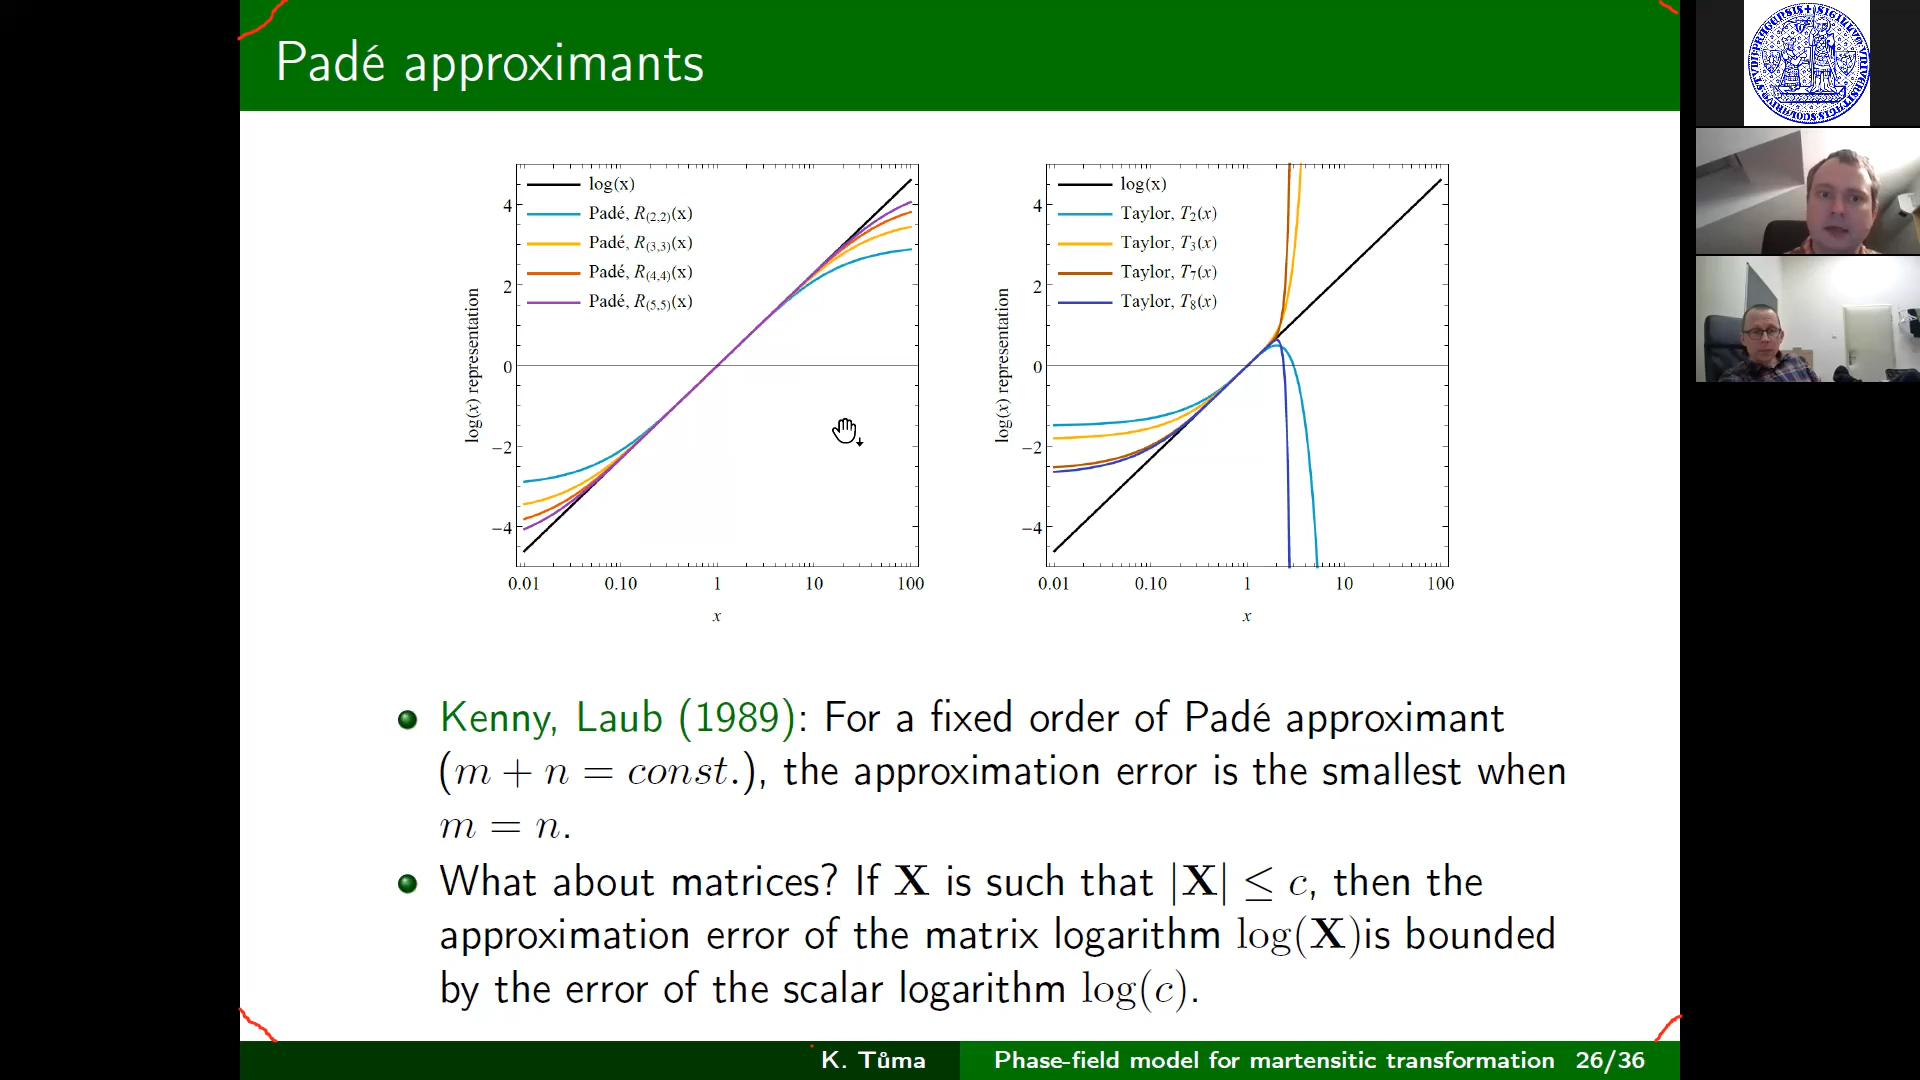 Padé approximants
log(x)
Padé, R(2,2)(x)
Padé, R(3,3)(x)
Padé, R(4,4)(x)
Padé, R(5,5)(x)
log(x) representation
4
2
0
−2
−4
0.01 0.10 1 10 100
x
log(x)
Taylor, T2(x)
Taylor, T3(x)
Taylor, T7(x)
Taylor, T8(x)
log(x) representation
4
2
0
−2
−4
0.01 0.10 1 10 100
x
Kenny, Laub (1989): For a fixed order of Padé approximant
(m + n = const.), the approximation error is the smallest when
m = n.
What about matrices? If X is such that |X| ≤ c, then the
approximation error of the matrix logarithm log(X)is bounded
by the error of the scalar logarithm log(c).
K. Tůma Phase-field model for martensitic transformation 26/36